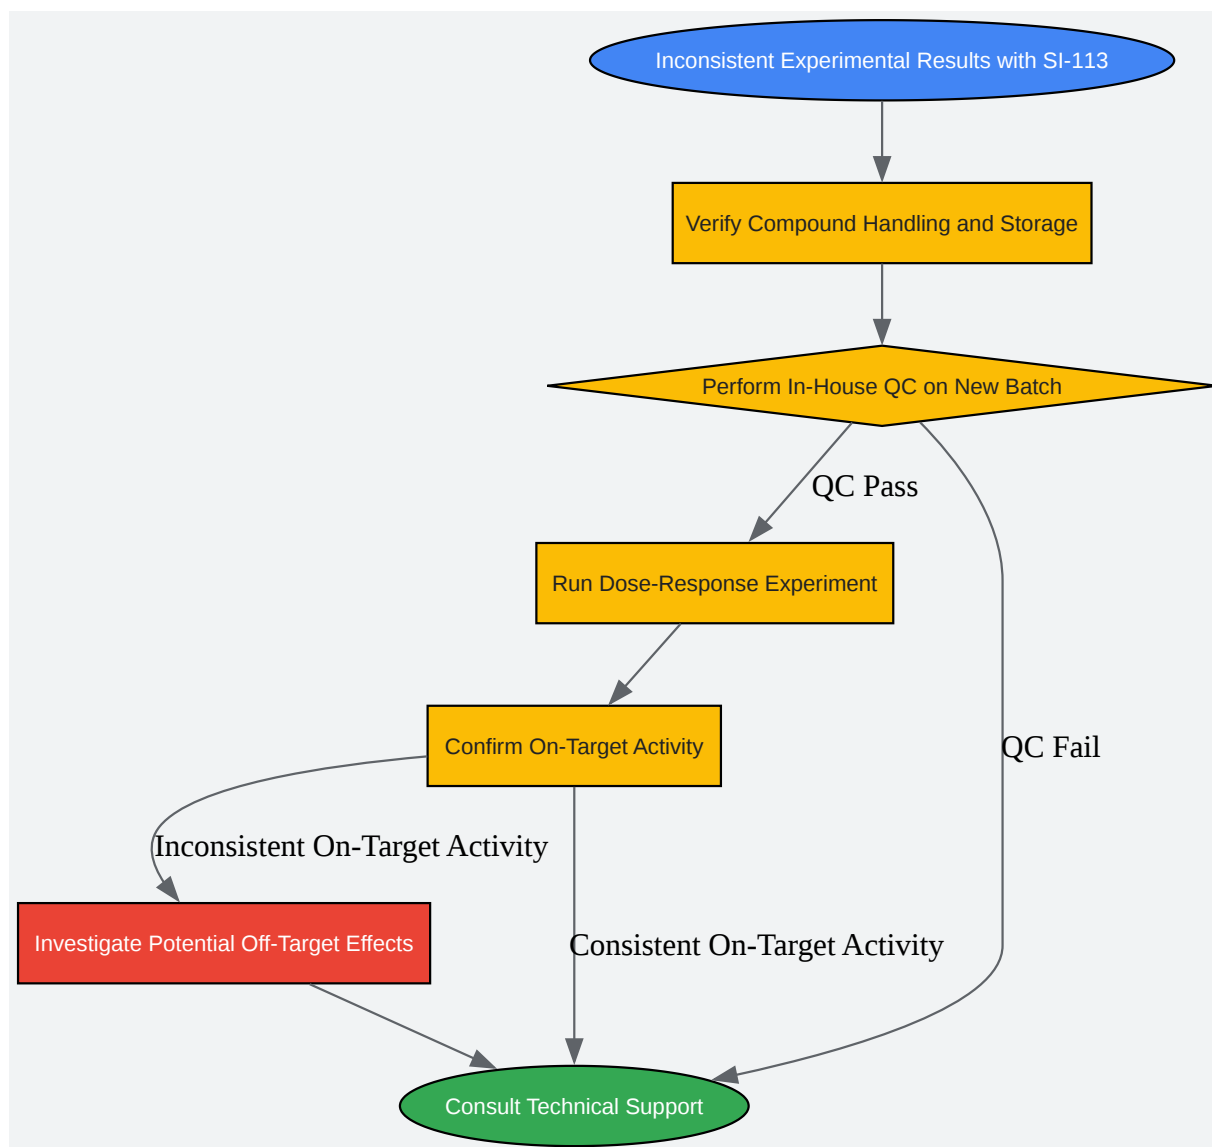 Inconsistent Experimental Results with SI-113
Verify Compound Handling and Storage
Perform In-House QC on New Batch
QC Pass
Run Dose-Response Experiment
Confirm On-Target Activity
QC Fail
Inconsistent On-Target Activity
Investigate Potential Off-Target Effects
Consistent On-Target Activity
Consult Technical Support